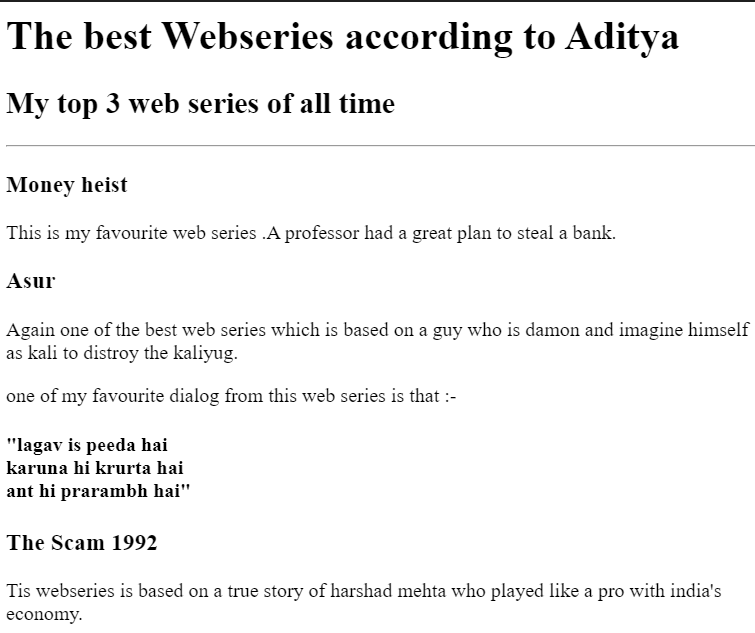 The best Webseries according to Aditya
My top 3 web series of all time
Money heist
This is my favourite web series .A professor had a great plan to steal a bank.
Asur
Again one of the best web series which is based on a guy who is damon and imagine himself
as kali to distroy the kaliyug.
one of my favourite dialog from this web series is that :-
"lagav is peeda hai
karuna hi krurta hai
ant hi prarambh hai"
The Scam 1992
Tis webseries is based on a true story of harshad mehta who played like a pro with india's
economy.